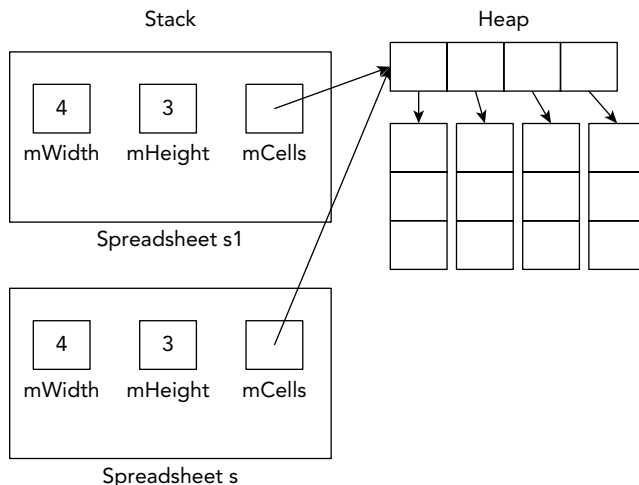 Stack
Heap
4
3
mWidth
mHeight
mCells
Spreadsheet s1
4
3
mWidth
mHeight
mCells
Spreadsheet s